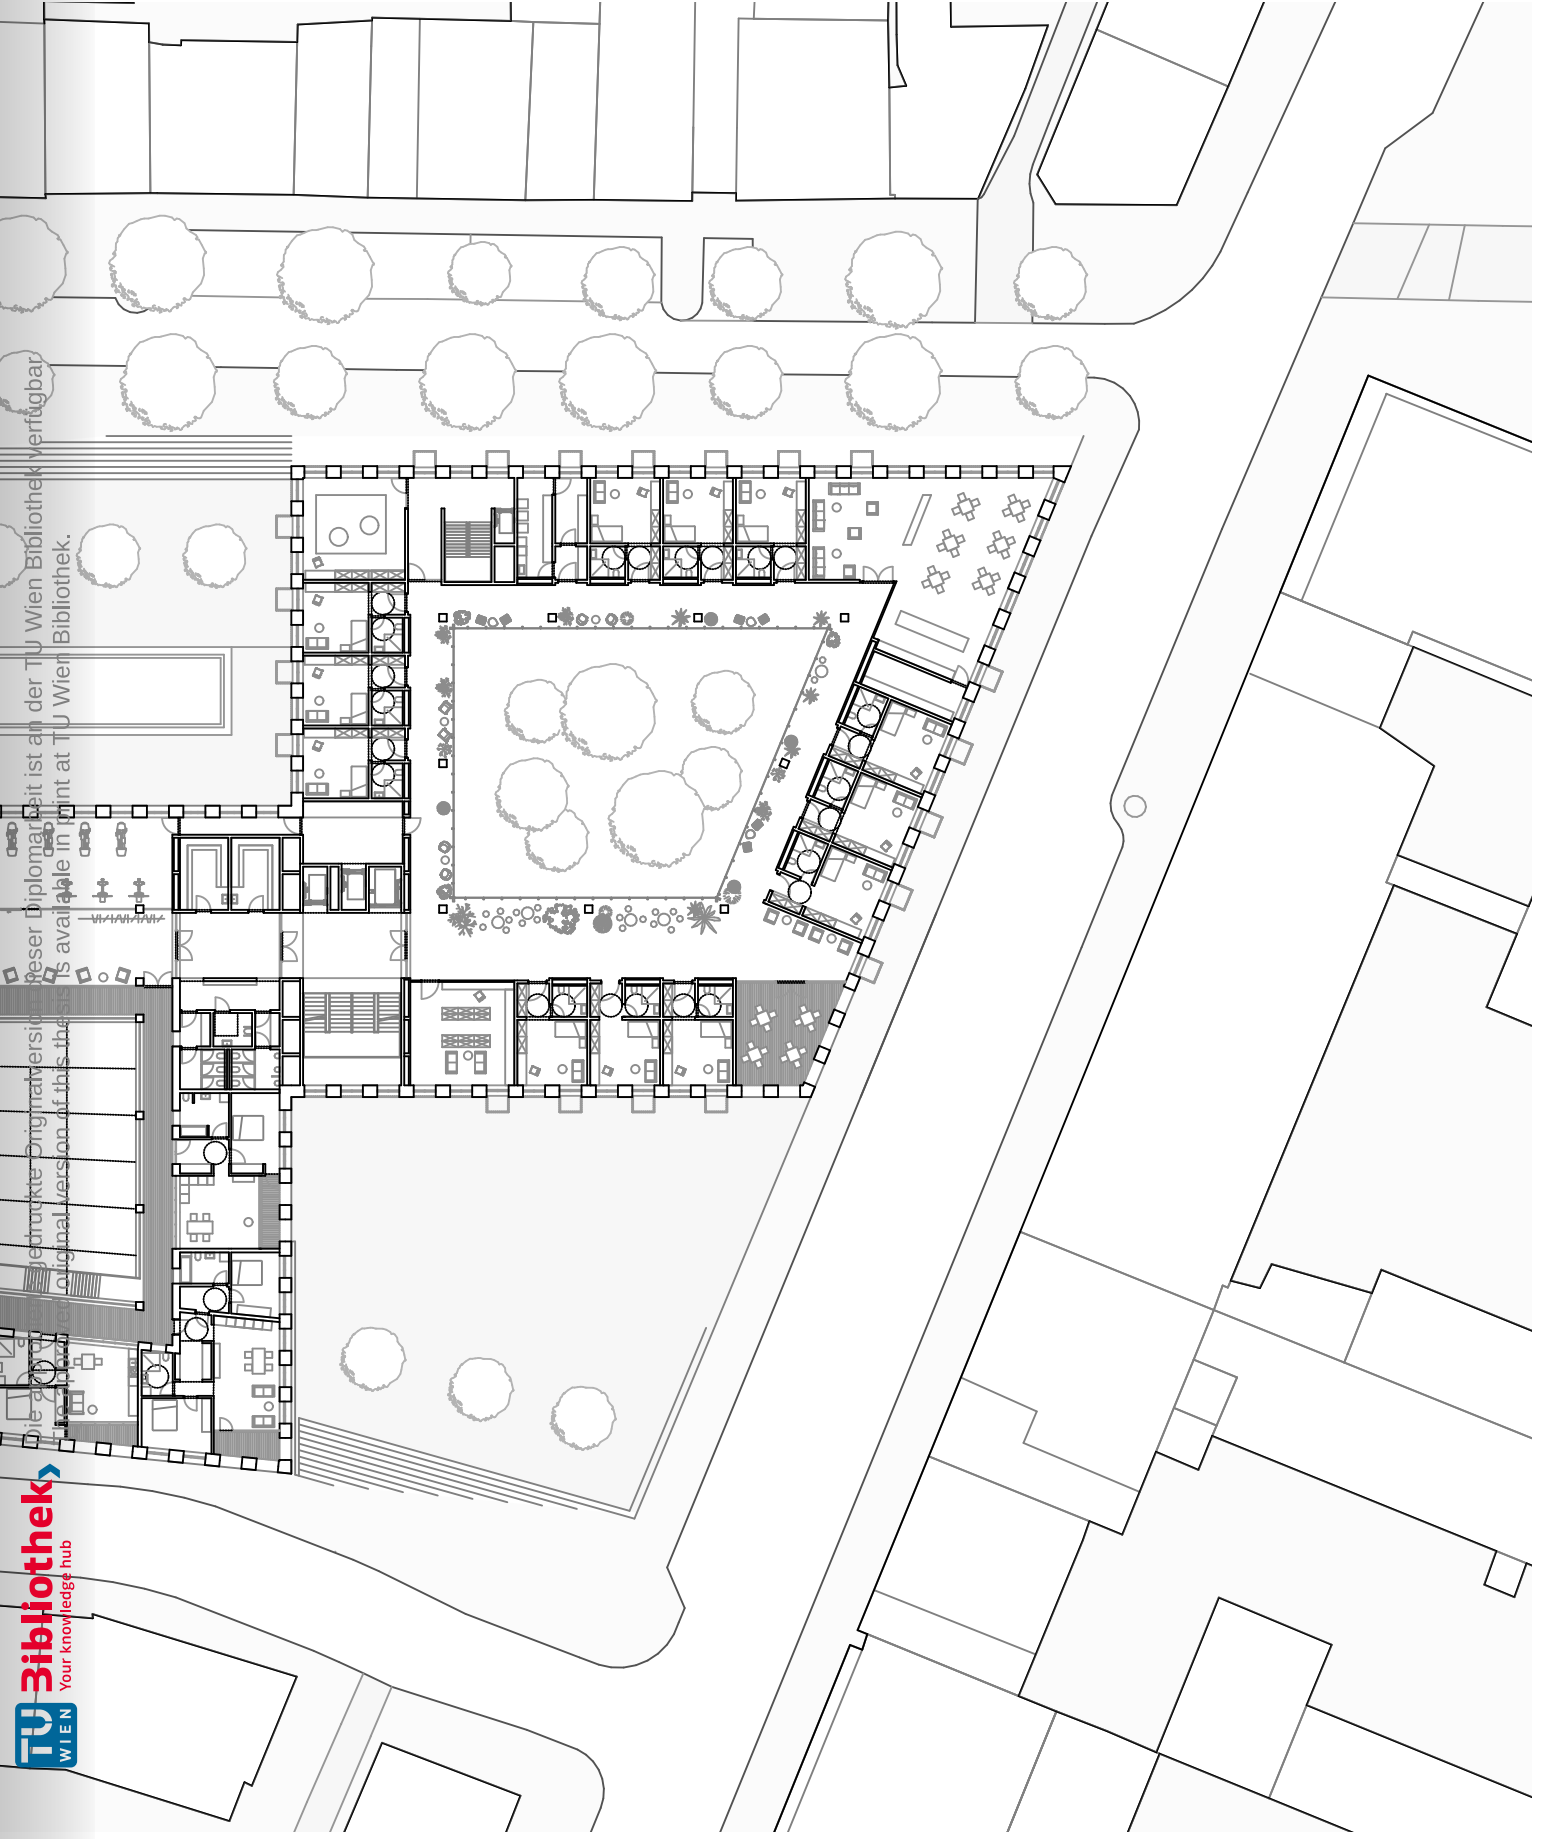 Die approbierte gedruckte Originalversion dieser Diplomarbeit ist an der TU Wien Bibliothek verfügbar
The approved original version of this thesis is available in print at TU Wien Bibliothek.
TU Bibliothek
WIEN Your knowledge hub